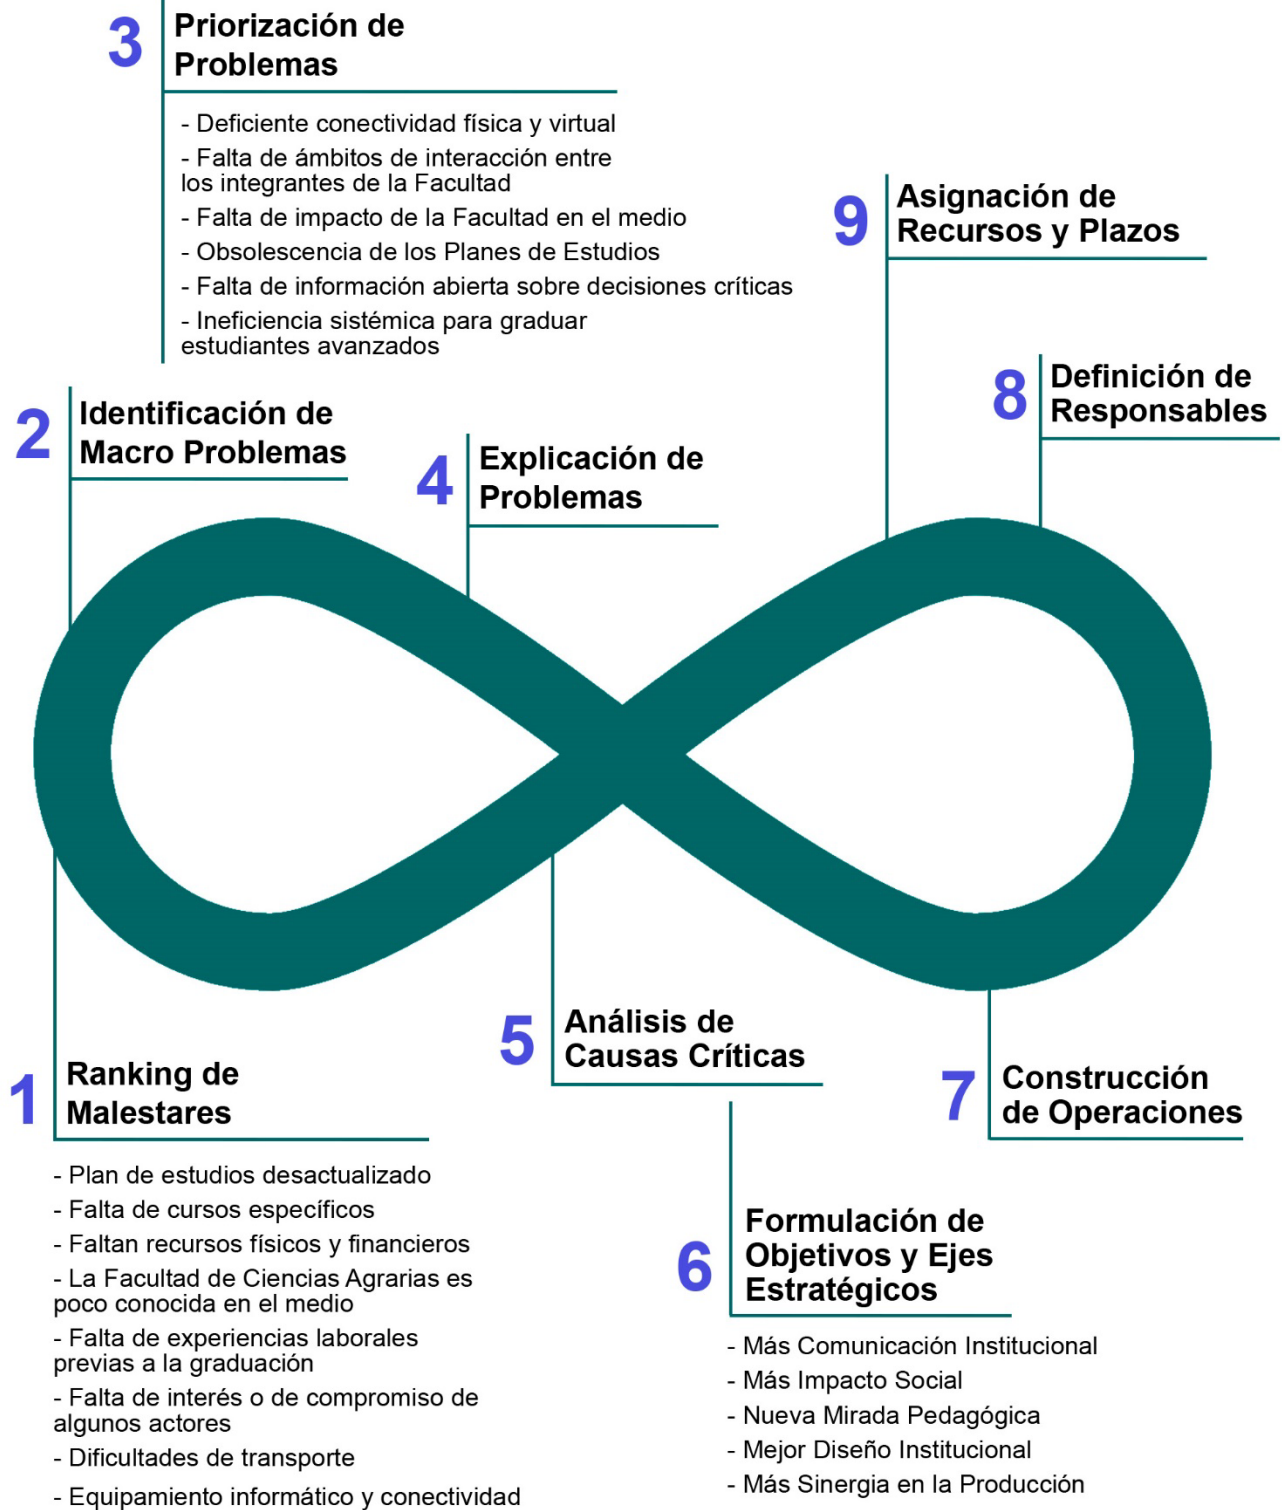 3
Priorización de
Problemas
- Deficiente conectividad física y virtual
- Falta de ámbitos de interacción entre
los integrantes de la Facultad
- Falta de impacto de la Facultad en el medio
- Obsolescencia de los Planes de Estudios
- Falta de información abierta sobre decisiones críticas
- Ineficiencia sistémica para graduar
estudiantes avanzados
9
Asignación de
Recursos y Plazos
8
Definición de
Responsables
2
Identificación de
Macro Problemas
4
Explicación de
Problemas
1
Ranking de
Malestares
- Plan de estudios desactualizado
- Falta de cursos específicos
- Faltan recursos físicos y financieros
- La Facultad de Ciencias Agrarias es
poco conocida en el medio
- Falta de experiencias laborales
previas a la graduación
- Falta de interés o de compromiso de
algunos actores
- Dificultades de transporte
- Equipamiento informático y conectividad
5
Análisis de
Causas Críticas
6
Formulación de
Objetivos y Ejes
Estratégicos
- Más Comunicación Institucional
- Más Impacto Social
- Nueva Mirada Pedagógica
- Mejor Diseño Institucional
- Más Sinergia en la Producción
7
Construcción
de Operaciones